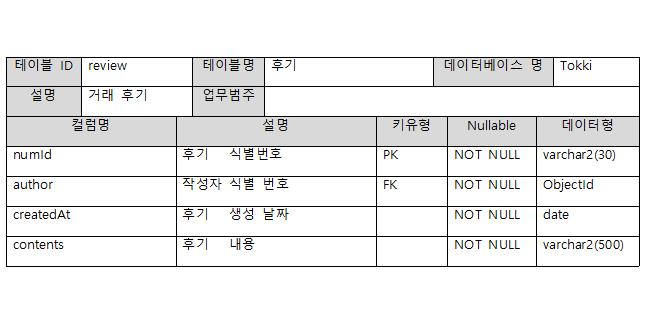 테이블 ID review 테이블명 후기 데이터베이스 명 Tokki
설명 거래 후기 업무범주
컬럼명 설명 키유형 Nullable 데이터형
numId 후기 식별번호 PK NOT NULL varchar2(30)
author 작성자 식별 번호 FK NOT NULL ObjectId
createdAt 후기 생성 날짜 NOT NULL date
contents 후기 내용 NOT NULL varchar2(500)